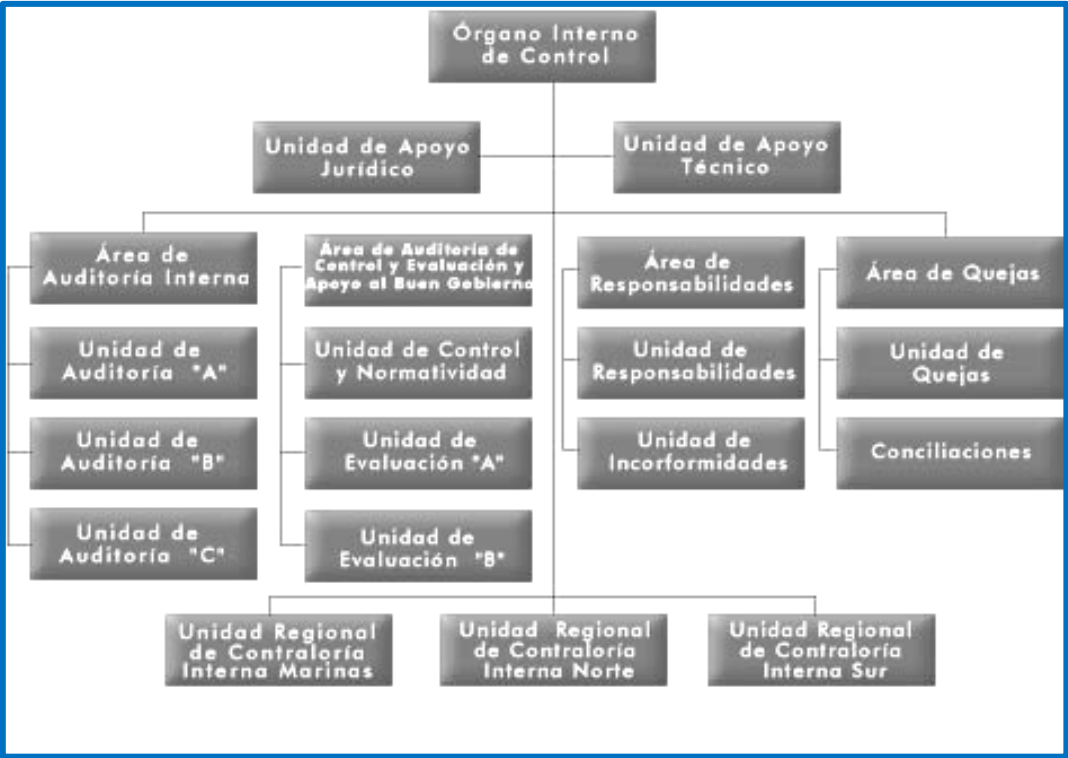 Órgano Interno
de Control
Unidad de Apoyo
Jurídico
Unidad de Apoyo
Técnico
Área de
Auditoría Interna
Área de Auditoría de
Control y Evaluación y
Apoyo al Buen Gobierno
Área de
Responsabilidades
Área de Quejas
Unidad de
Auditoría "A"
Unidad de Control
y Normatividad
Unidad de
Responsabilidades
Unidad de
Quejas
Unidad de
Auditoría "B"
Unidad de
Evaluación "A"
Unidad de
Incorformidades
Conciliaciones
Unidad de
Auditoría "C"
Unidad de
Evaluación "B"
Unidad Regional
de Contraloría
Interna Marinas
Unidad Regional
de Contraloría
Interna Norte
Unidad Regional
de Contraloría
Interna Sur